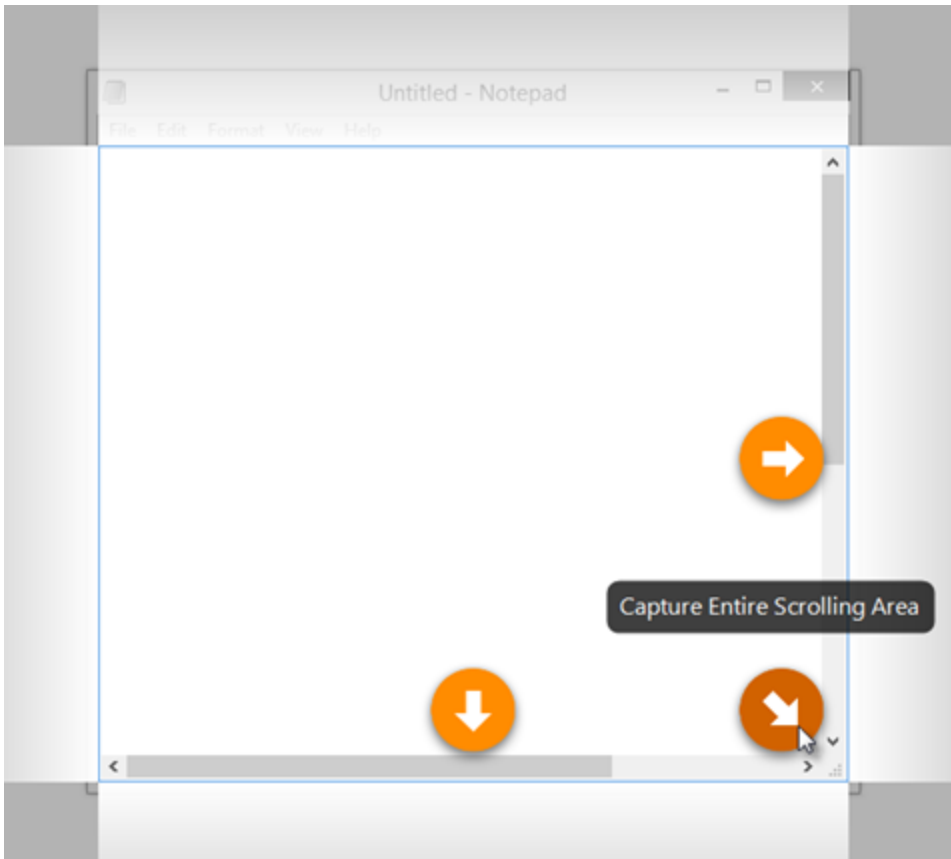 Untitled - Notepad
File Edit Format View Help
Capture Entire Scrolling Area